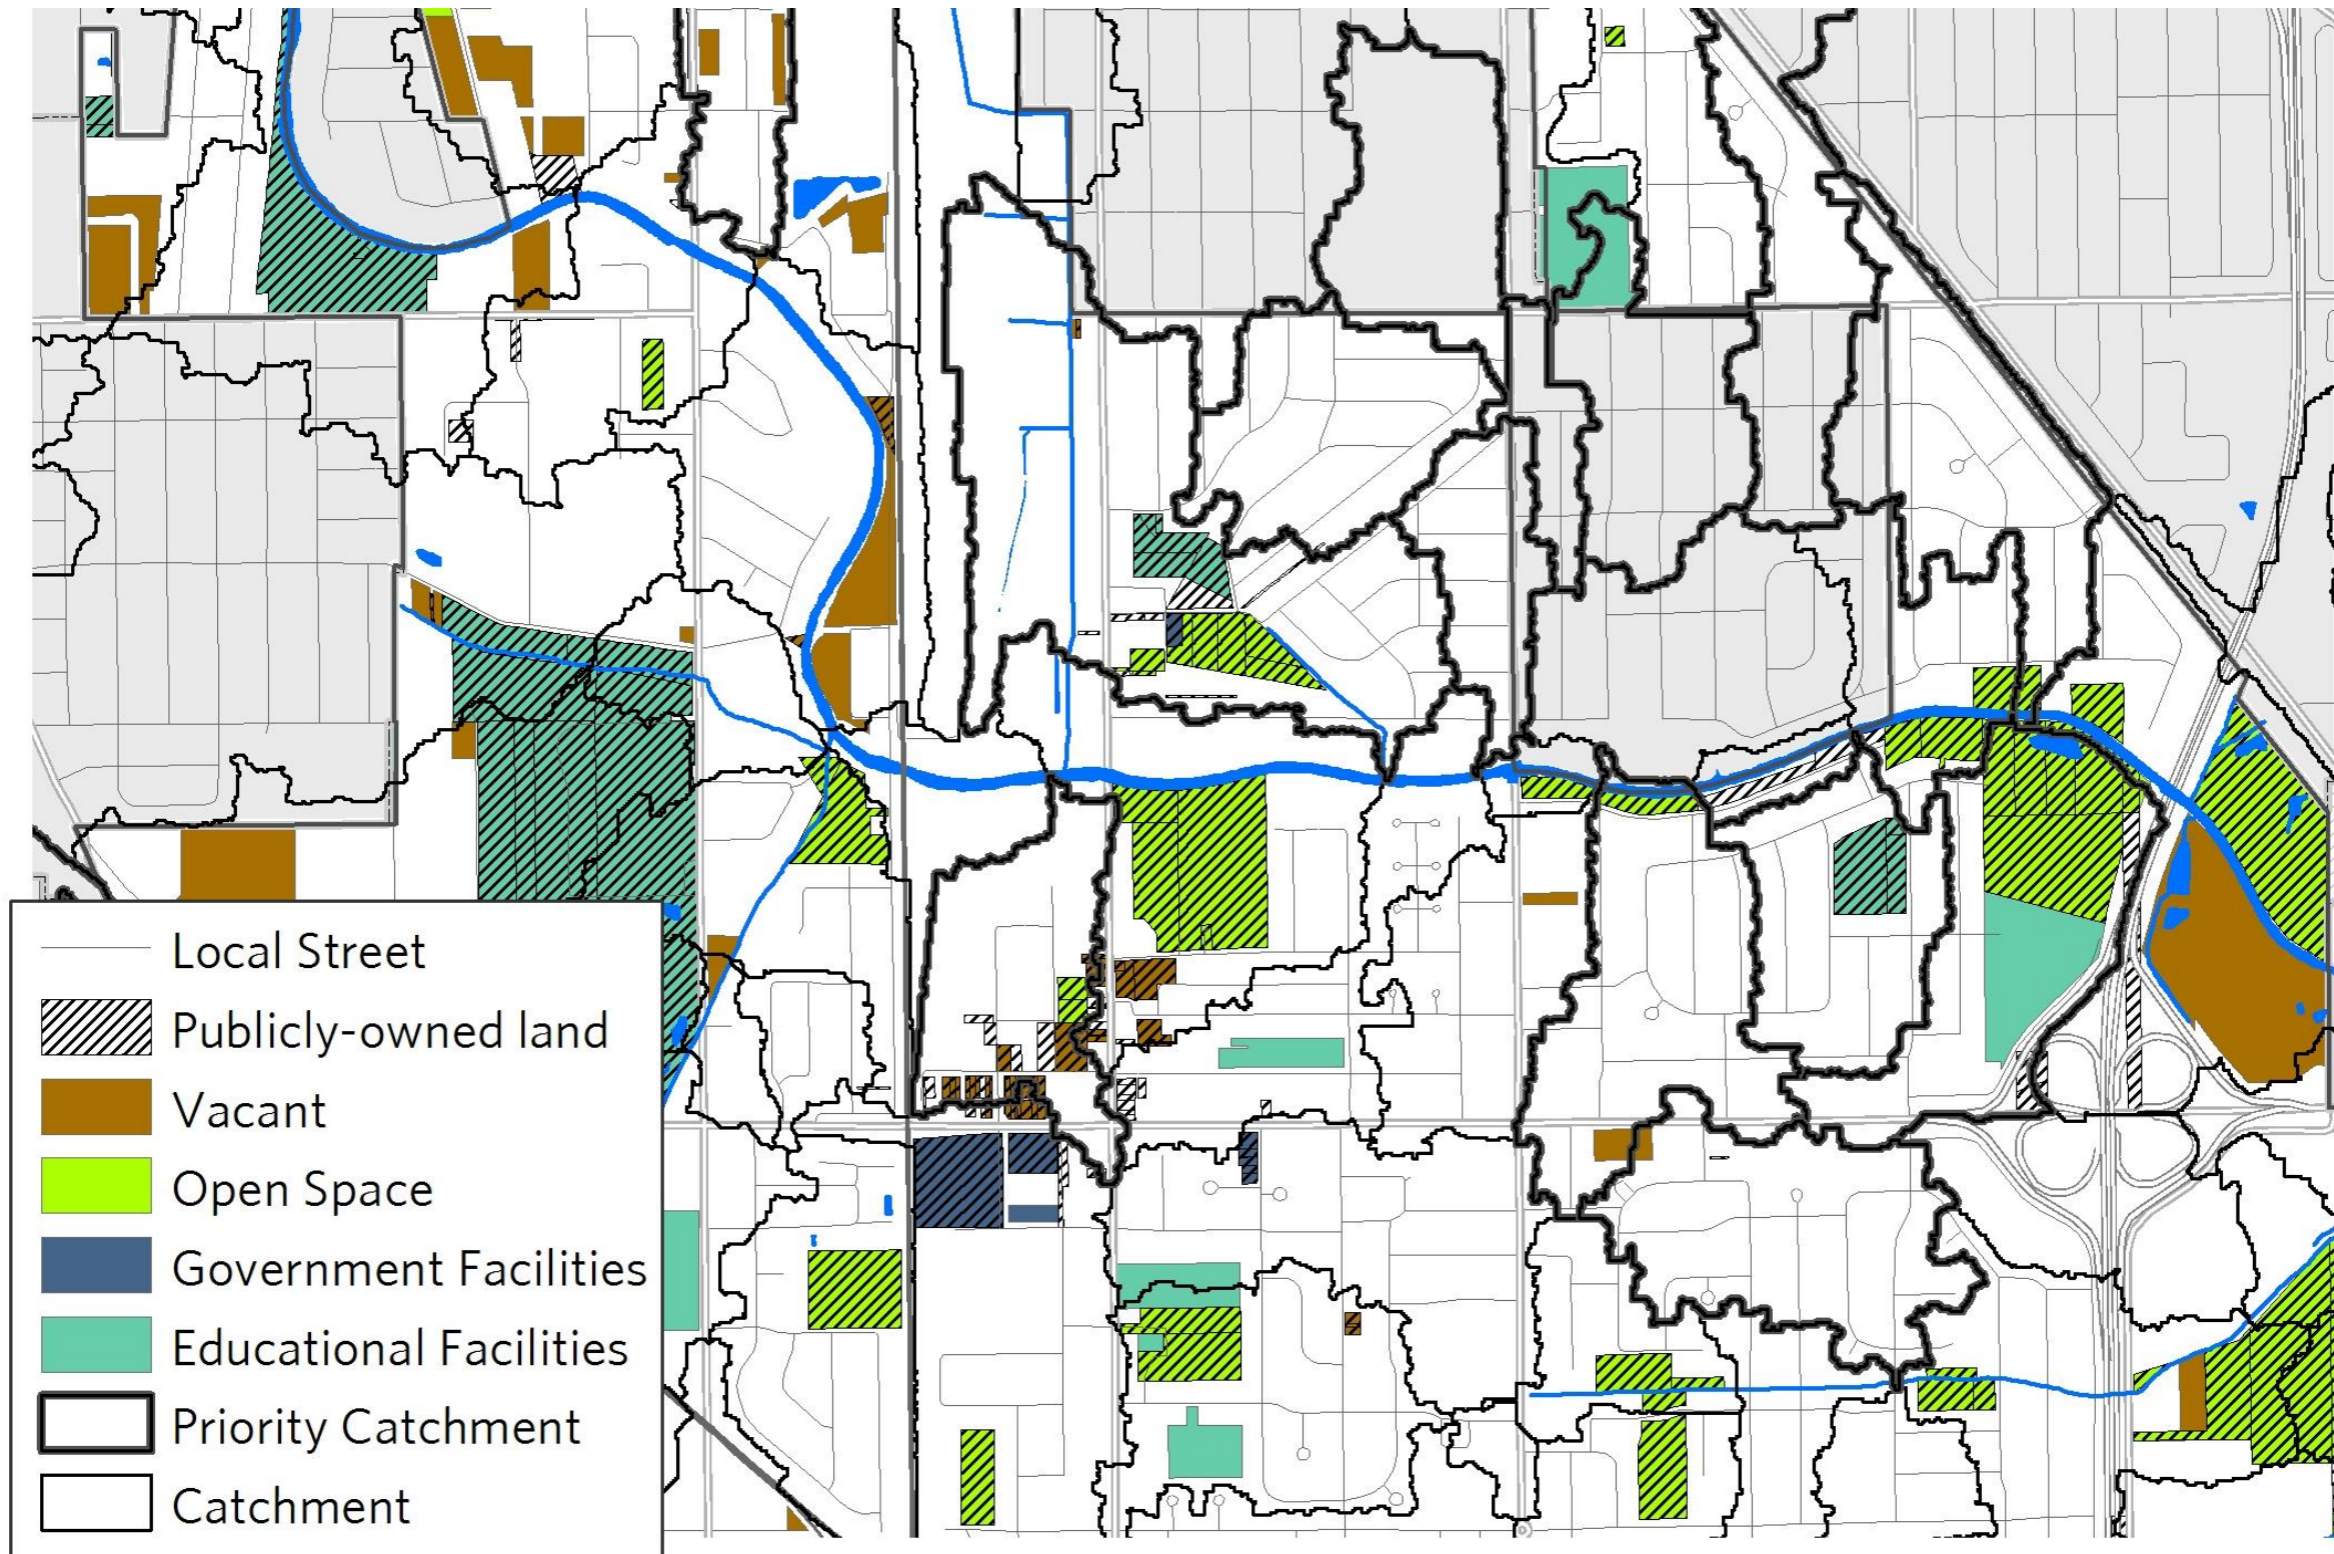 Local Street
Publicly-owned land
Vacant
Open Space
Government Facilities
Educational Facilities
Priority Catchment
Catchment